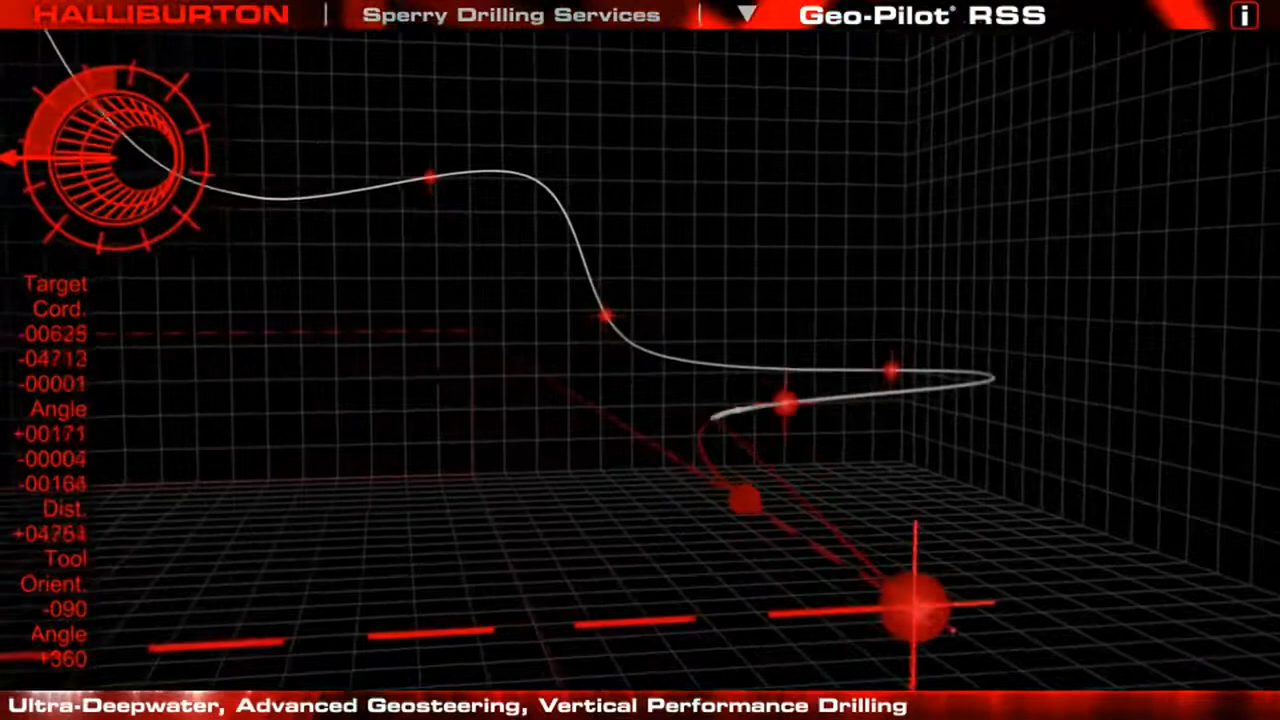 HALLIBURTON | Sperry Drilling Services | ▼ Geo-Pilot® RSS i
Target
Cord.
-00625
-04713
-00001
Angle
+00171
-00004
-00164
Dist.
+04754
Tool
Orient.
-090
Angle
+360
Ultra-Deepwater, Advanced Geosteering, Vertical Performance Drilling